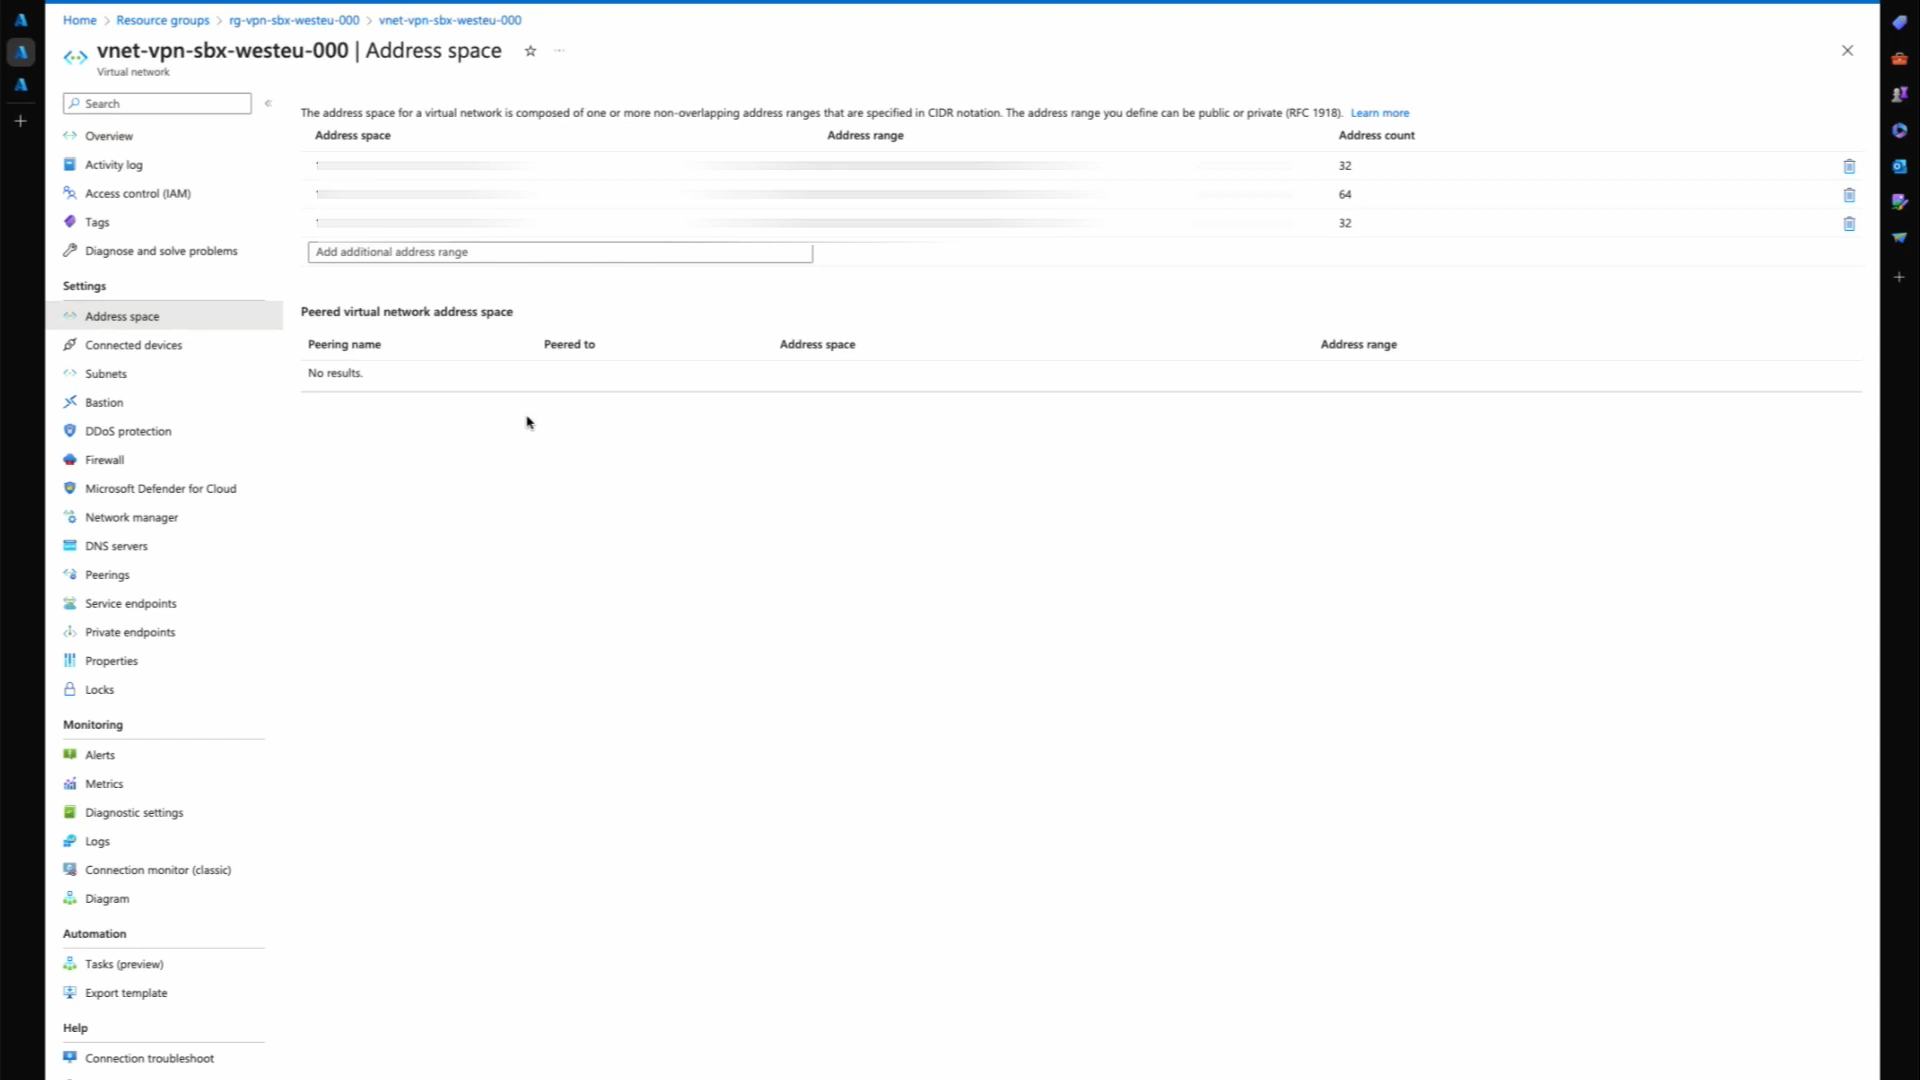 Home > Resource groups > rg-vpn-sbx-westeu-000 > vnet-vpn-sbx-westeu-000
vnet-vpn-sbx-westeu-000 | Address space
Virtual network
Search
Overview
Activity log
Access control (IAM)
Tags
Diagnose and solve problems
Settings
Address space
Connected devices
Subnets
Bastion
DDoS protection
Firewall
Microsoft Defender for Cloud
Network manager
DNS servers
Peerings
Service endpoints
Private endpoints
Properties
Locks
Monitoring
Alerts
Metrics
Diagnostic settings
Logs
Connection monitor (classic)
Diagram
Automation
Tasks (preview)
Export template
Help
Connection troubleshoot
The address space for a virtual network is composed of one or more non-overlapping address ranges that are specified in CIDR notation. The address range you define can be public or private (RFC 1918). Learn more
Address space Address range Address count
32
64
32
Add additional address range
Peered virtual network address space
Peering name Peered to Address space Address range
No results.